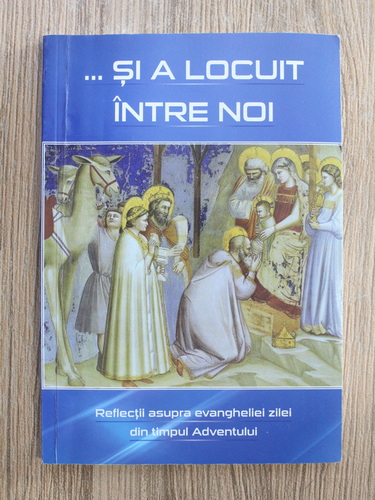 ... ȘI A LOCUIT
ÎNTRE NOI
Reflecții asupra evangheliei zilei
din timpul Adventului